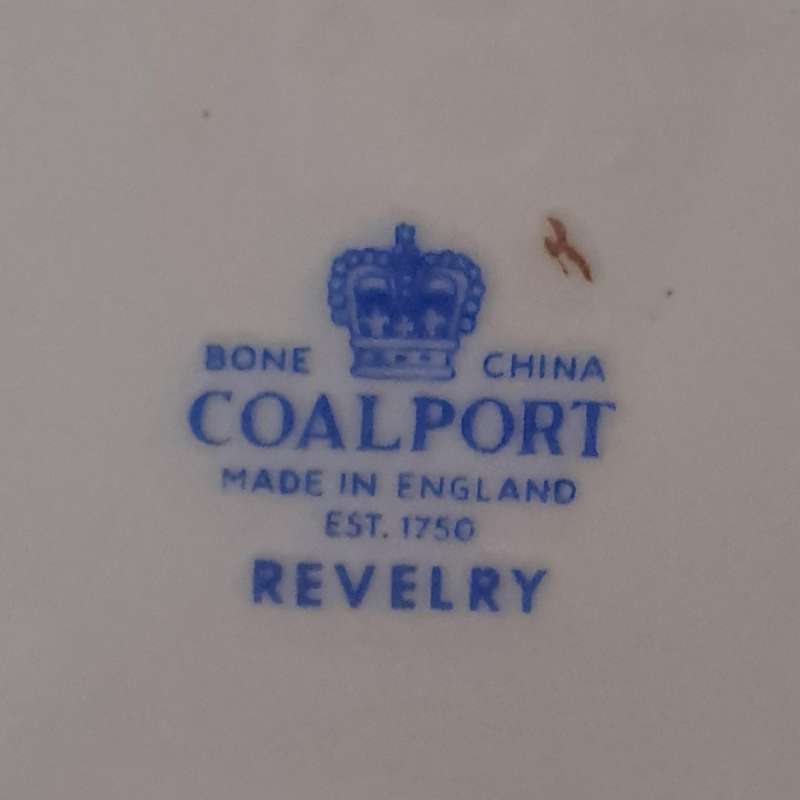 BONE CHINA
COALPORT
MADE IN ENGLAND
EST. 1750
REVELRY